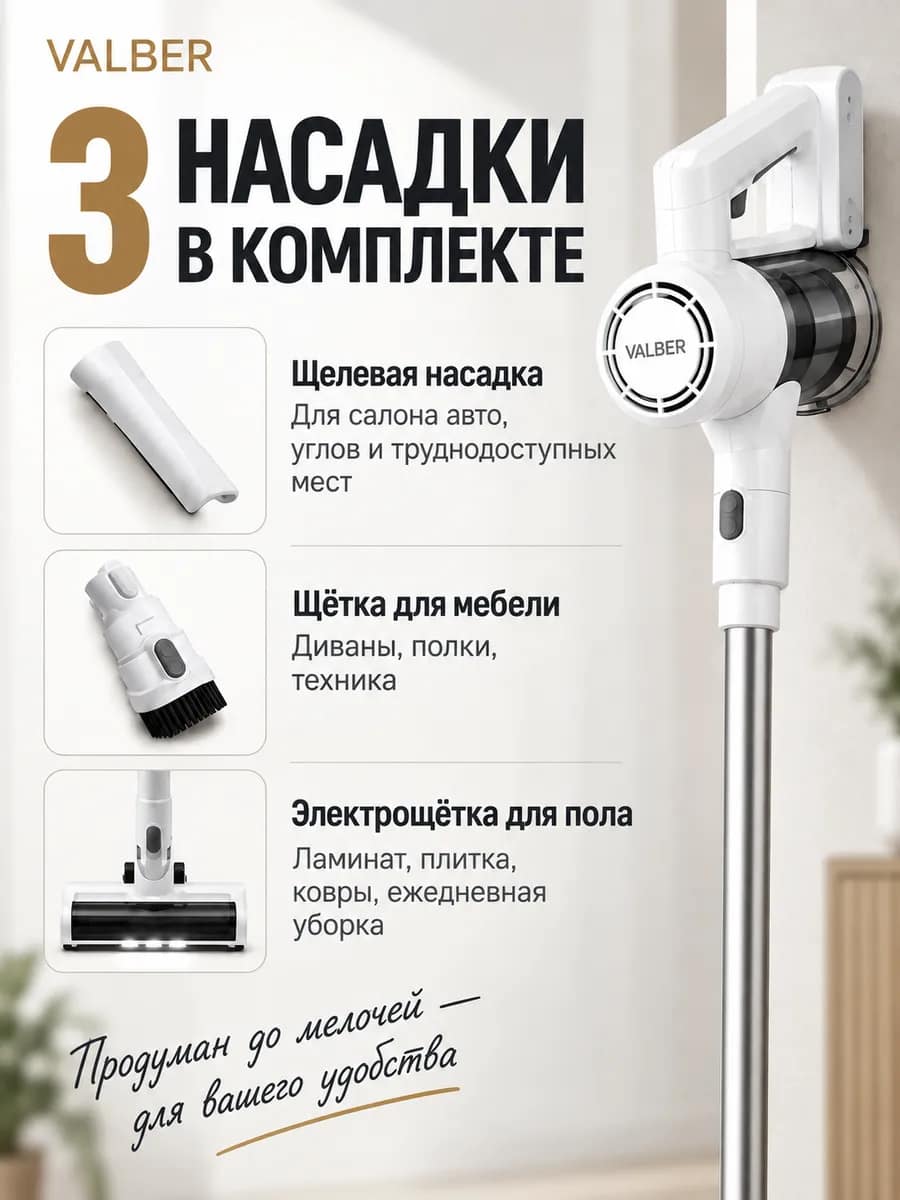 VALBER
3 НАСАДКИ
В КОМПЛЕКТЕ
VALBER
Щелевая насадка
Для салона авто,
углов и труднодоступных
мест
Щётка для мебели
Диваны, полки,
техника
Электрощётка для пола
Ламинат, плитка,
ковры, ежедневная
уборка
Продуман до мелочей —
для вашего удобства